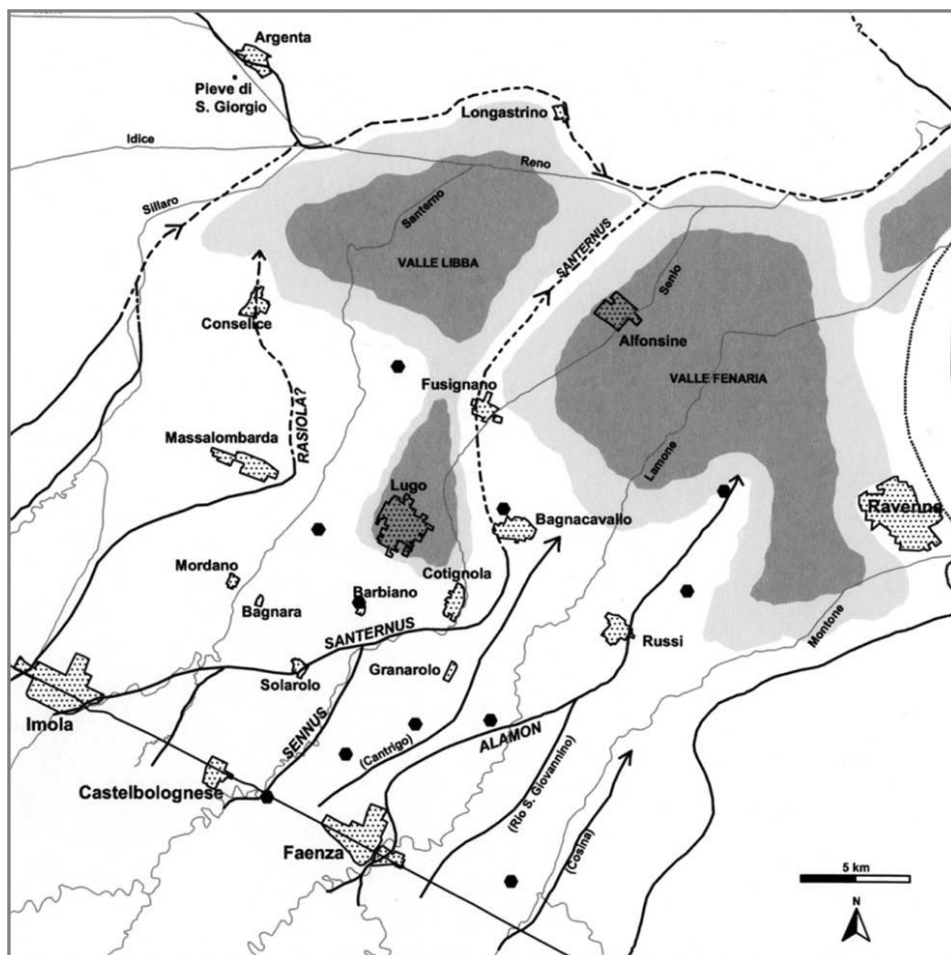 Argenta
Pieve di
S. Giorgio
Longastrino
Idice
Reno
Sillaro
Santerno
SANTERNUS
VALLE LIBBA
Senio
Conselice
Alfonsine
VALLE FENARIA
Fusignano
RASIOLA?
Massalombarda
Lamone
Lugo
Ravenna
Bagnacavallo
Mordano
Cotignola
Bagnara
Barbiano
SANTERNUS
Russi
Montone
Granarolo
Solarolo
Imola
SENNUS
ALAMON
(Cantrigo)
(Rio S. Giovannino)
Castelbolognese
Faenza
(Cosina)
5 km
N
?